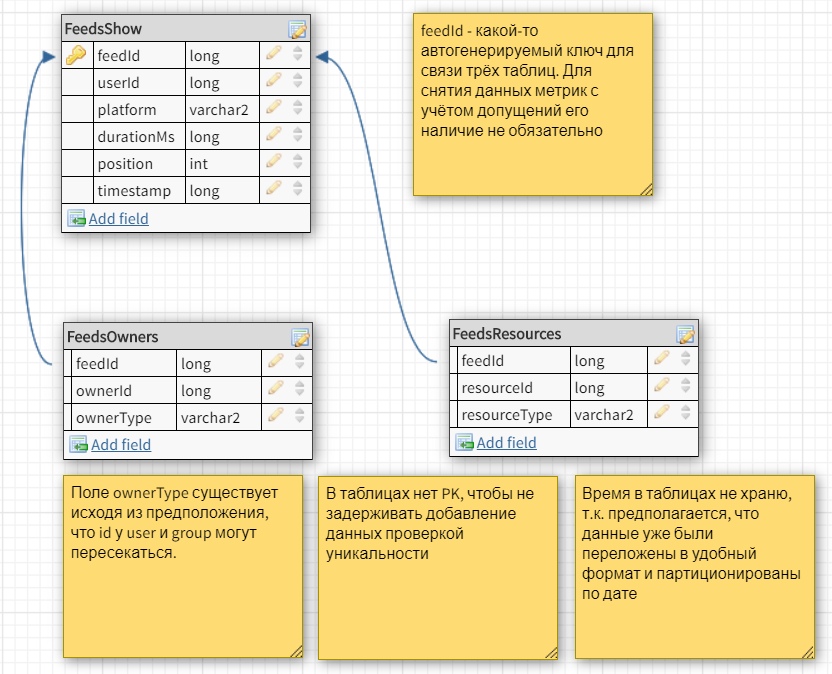 FeedsShow
feedId long
userId long
platform varchar2
durationMs long
position int
timestamp long
Add field
feedId - какой-то
автогенерируемый ключ для
связи трёх таблиц. Для
снятия данных метрик с
учётом допущений его
наличие не обязательно
FeedsOwners
feedId long
ownerId long
ownerType varchar2
Add field
FeedsResources
feedId long
resourceId long
resourceType varchar2
Add field
Поле ownerType существует
исходя из предположения,
что id у user и group могут
пересекаться.
В таблицах нет PK, чтобы не
задерживать добавление
данных проверкой
уникальности
Время в таблицах не храню,
т.к. предполагается, что
данные уже были
переложены в удобный
формат и партиционированы
по дате